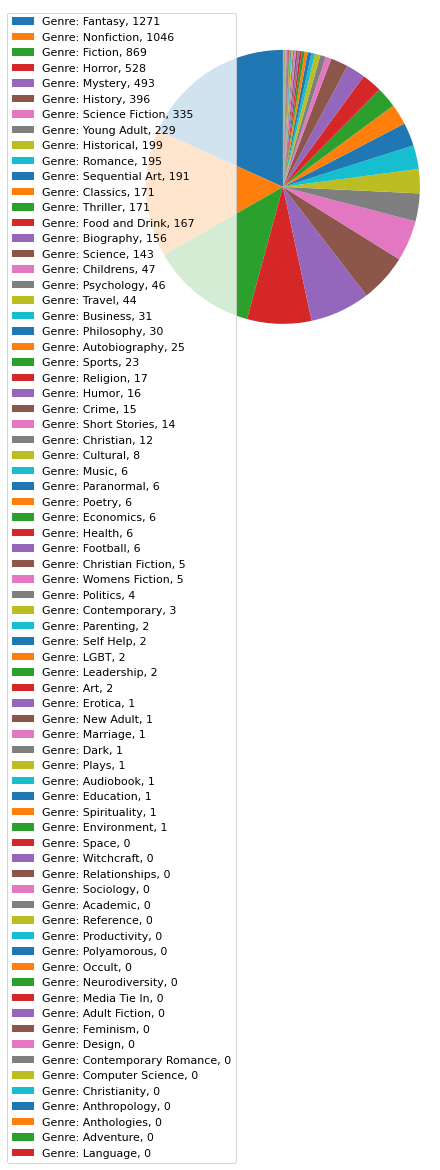 Genre: Fantasy, 1271
Genre: Nonfiction, 1046
Genre: Fiction, 869
Genre: Horror, 528
Genre: Mystery, 493
Genre: History, 396
Genre: Science Fiction, 335
Genre: Young Adult, 229
Genre: Historical, 199
Genre: Romance, 195
Genre: Sequential Art, 191
Genre: Classics, 171
Genre: Thriller, 171
Genre: Food and Drink, 167
Genre: Biography, 156
Genre: Science, 143
Genre: Childrens, 47
Genre: Psychology, 46
Genre: Travel, 44
Genre: Business, 31
Genre: Philosophy, 30
Genre: Autobiography, 25
Genre: Sports, 23
Genre: Religion, 17
Genre: Humor, 16
Genre: Crime, 15
Genre: Short Stories, 14
Genre: Christian, 12
Genre: Cultural, 8
Genre: Music, 6
Genre: Paranormal, 6
Genre: Poetry, 6
Genre: Economics, 6
Genre: Health, 6
Genre: Football, 6
Genre: Christian Fiction, 5
Genre: Womens Fiction, 5
Genre: Politics, 4
Genre: Contemporary, 3
Genre: Parenting, 2
Genre: Self Help, 2
Genre: LGBT, 2
Genre: Leadership, 2
Genre: Art, 2
Genre: Erotica, 1
Genre: New Adult, 1
Genre: Marriage, 1
Genre: Dark, 1
Genre: Plays, 1
Genre: Audiobook, 1
Genre: Education, 1
Genre: Spirituality, 1
Genre: Environment, 1
Genre: Space, 0
Genre: Witchcraft, 0
Genre: Relationships, 0
Genre: Sociology, 0
Genre: Academic, 0
Genre: Reference, 0
Genre: Productivity, 0
Genre: Polyamorous, 0
Genre: Occult, 0
Genre: Neurodiversity, 0
Genre: Media Tie In, 0
Genre: Adult Fiction, 0
Genre: Feminism, 0
Genre: Design, 0
Genre: Contemporary Romance, 0
Genre: Computer Science, 0
Genre: Christianity, 0
Genre: Anthropology, 0
Genre: Anthologies, 0
Genre: Adventure, 0
Genre: Language, 0